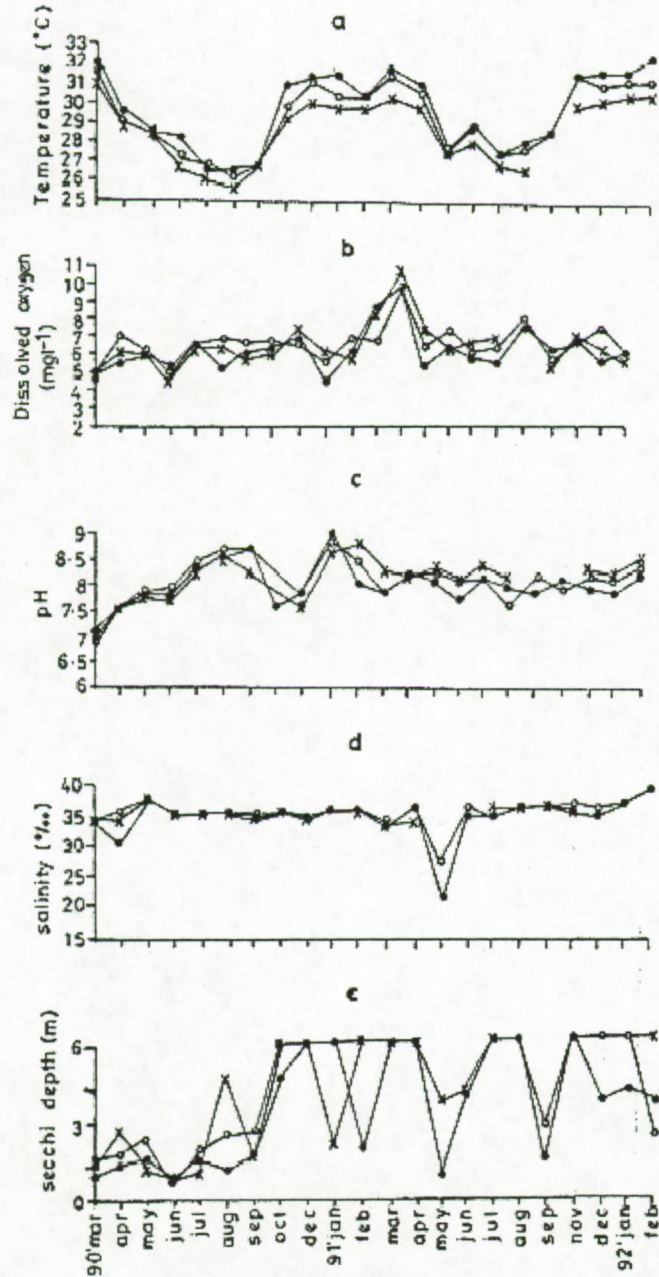 a
Temperature (°C)
33
32
31
30
29
28
27
26
25
b
Dissolved oxygen
(mgl-1)
11
10
9
8
7
6
5
4
3
2
c
pH
9
8·5
8
7·5
7
6·5
6
d
salinity (°/oo)
40
35
30
25
20
15
e
secchi depth (m)
6
3
1
0
90'mar
apr
may
jun
jul
aug
sep
oct
dec
91'jan
feb
mar
apr
may
jun
jul
aug
sep
nov
dec
92'jan
feb